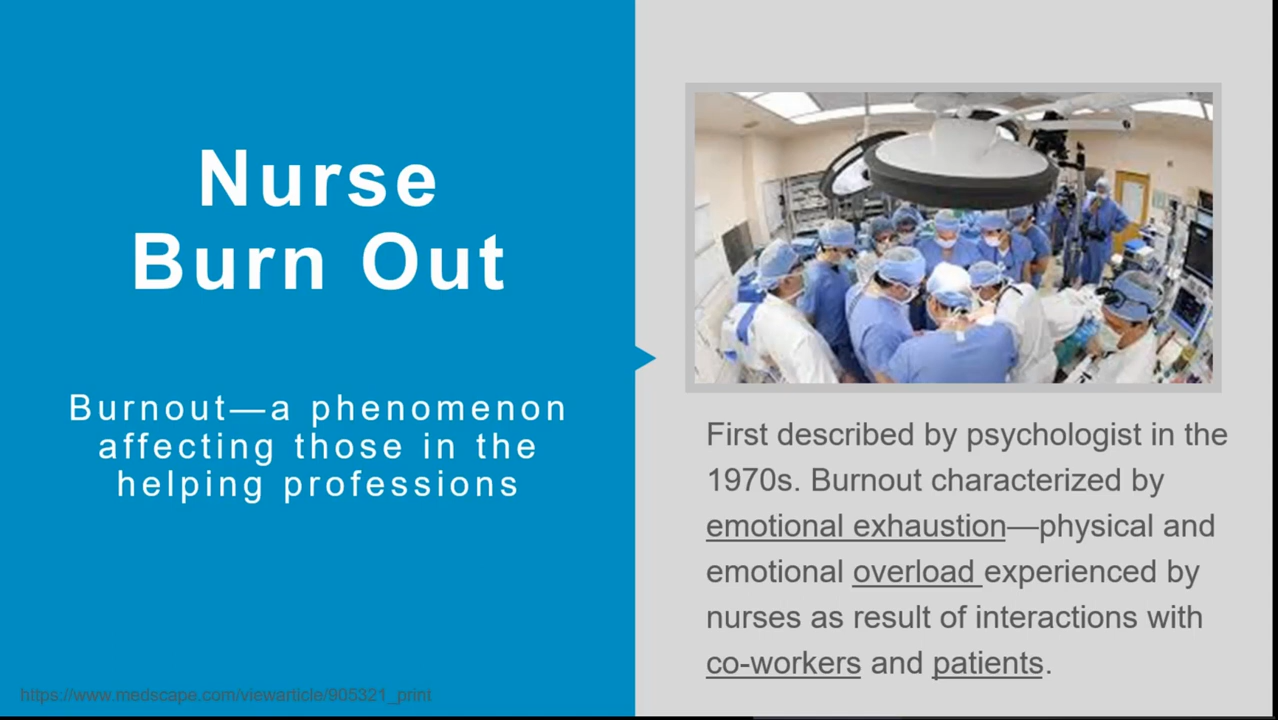 Nurse
Burn Out
Burnout—a phenomenon
affecting those in the
helping professions
https://www.medscape.com/viewarticle/905321_print
First described by psychologist in the
1970s. Burnout characterized by
emotional exhaustion—physical and
emotional overload experienced by
nurses as result of interactions with
co-workers and patients.